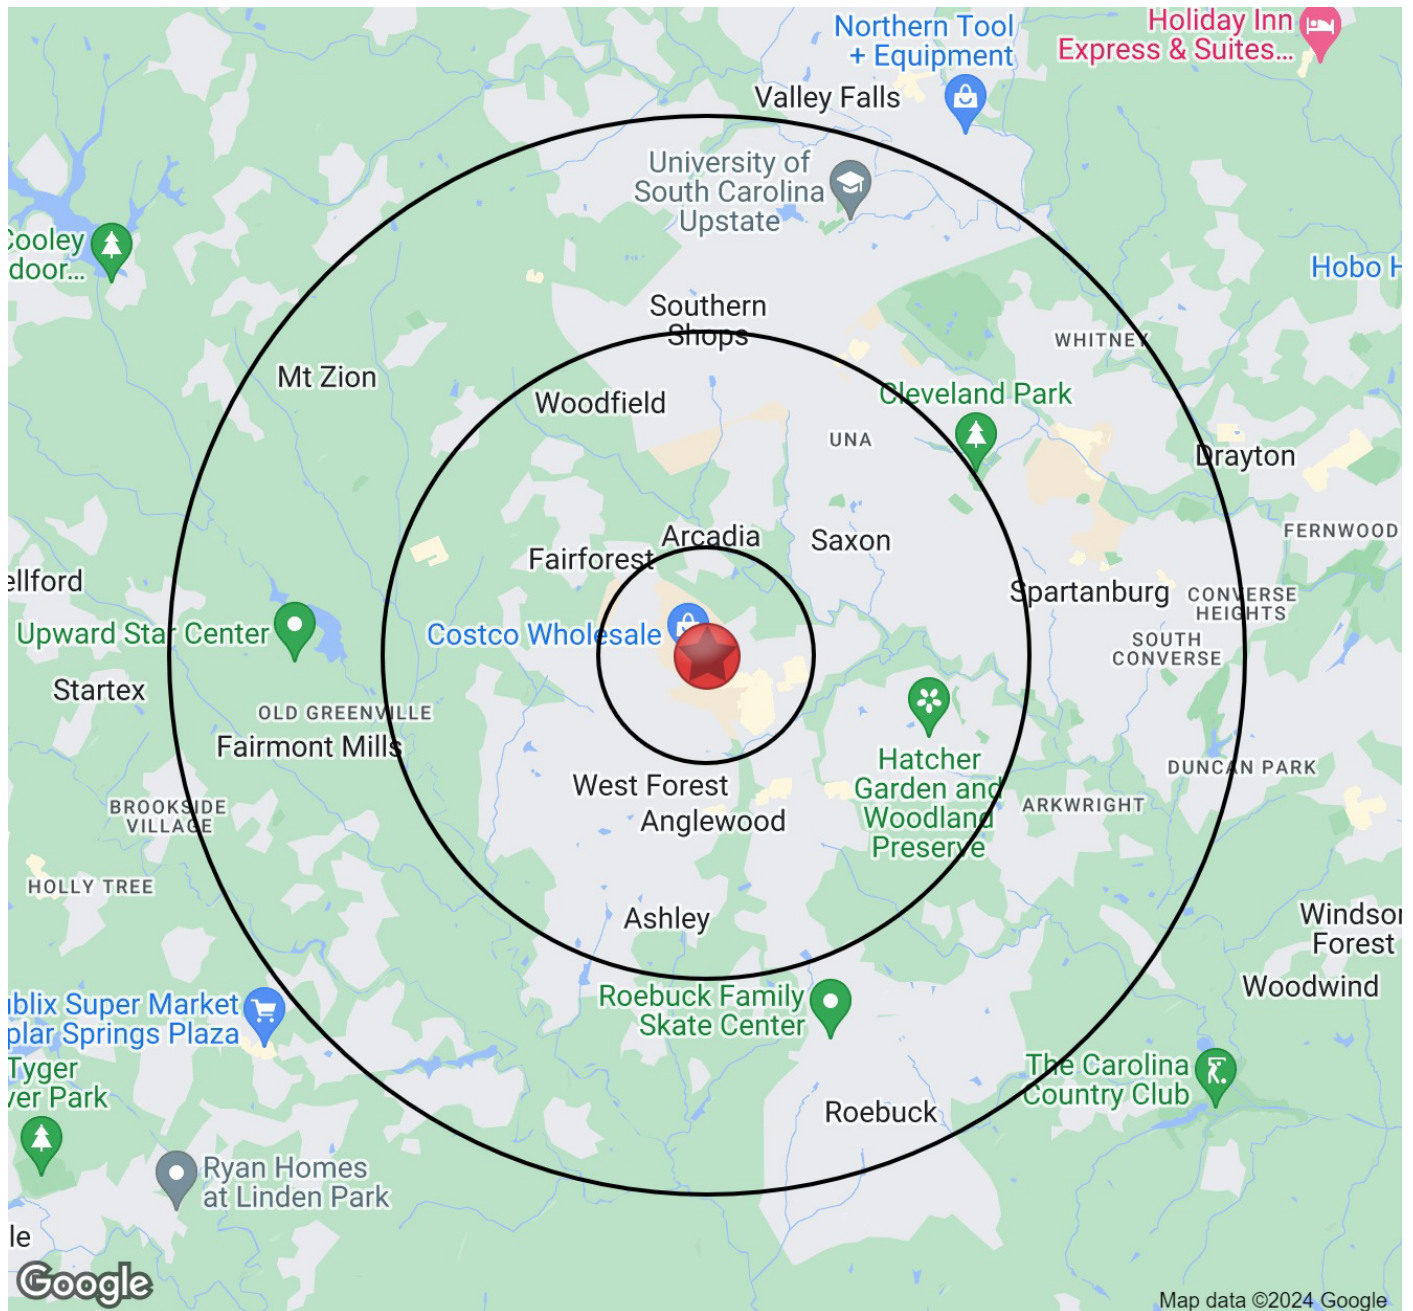 Northern Tool
+ Equipment
Holiday Inn
Express & Suites...
Valley Falls
University of
South Carolina
Upstate
Cooley
door...
Hobo H
Southern
Shops
WHITNEY
Mt Zion
Woodfield
Cleveland Park
UNA
Drayton
Arcadia
Saxon
FERNWOOD
Fairforest
ellford
Spartanburg
CONVERSE
HEIGHTS
Upward Star Center
Costco Wholesale
SOUTH
CONVERSE
Startex
OLD GREENVILLE
Fairmont Mills
Hatcher
Garden and
Woodland
Preserve
DUNCAN PARK
West Forest
Anglewood
ARKWRIGHT
BROOKSIDE
VILLAGE
HOLLY TREE
Ashley
Windsor
Forest
Woodwind
Roebuck Family
Skate Center
ublix Super Market
plar Springs Plaza
Tyger
ver Park
The Carolina
Country Club
Roebuck
Ryan Homes
at Linden Park
le
Google
Map data ©2024 Google